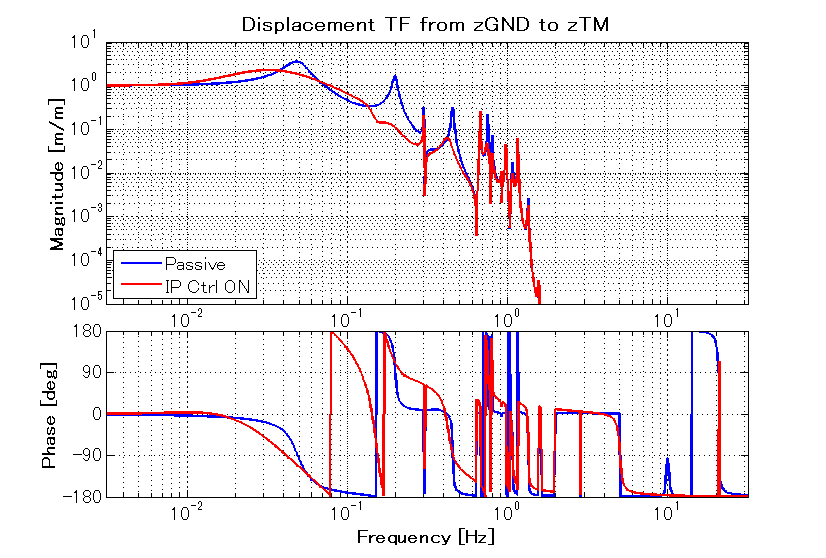 Displacement TF from zGND to zTM
Magnitude [m/m]
10^1
10^0
10^-1
10^-2
10^-3
10^-4
10^-5
Passive
IP Ctrl ON
10^-2 10^-1 10^0 10^1
Phase [deg]
180
90
0
-90
-180
10^-2 10^-1 10^0 10^1
Frequency [Hz]